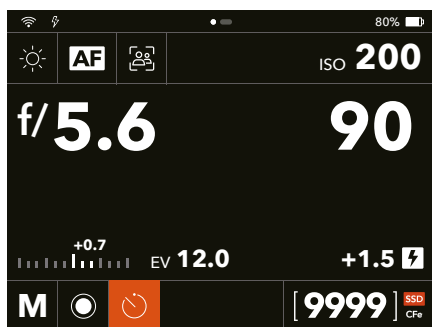 80%
AF ISO 200
f/5.6 90
+0.7
EV 12.0 +1.5
M [9999] SSD
CFe